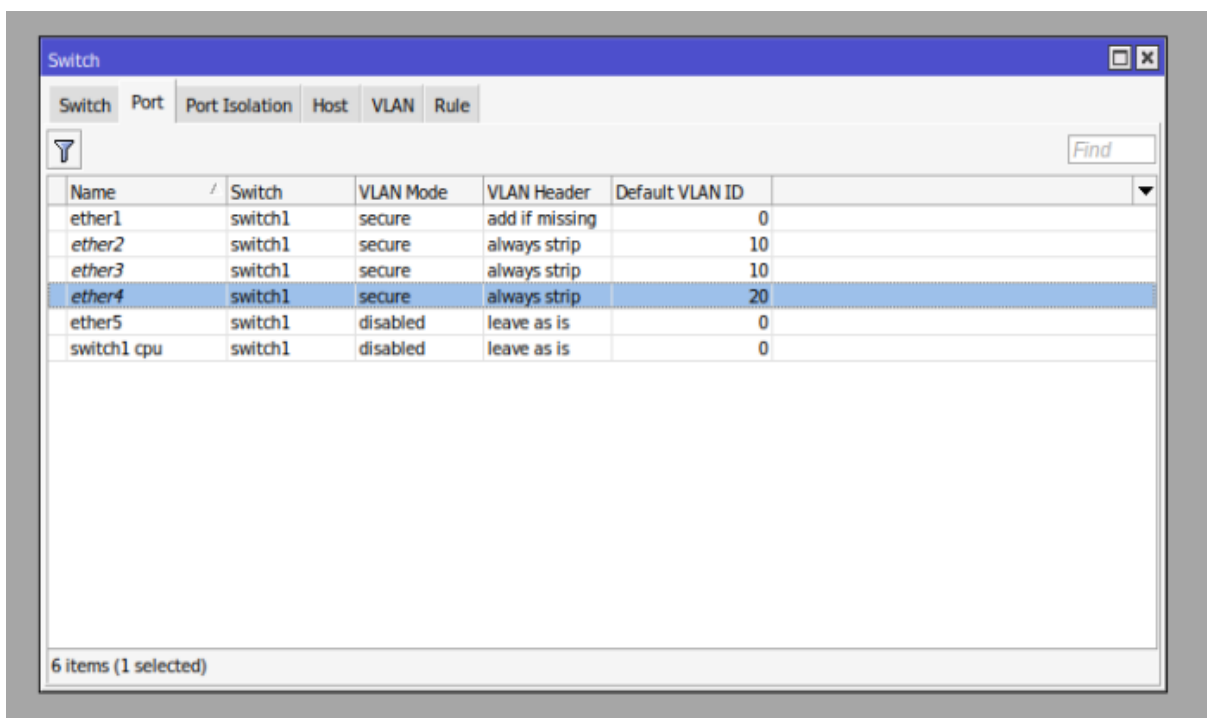 Switch
Switch Port Port Isolation Host VLAN Rule
Find
Name Switch VLAN Mode VLAN Header Default VLAN ID
ether1 switch1 secure add if missing 0
ether2 switch1 secure always strip 10
ether3 switch1 secure always strip 10
ether4 switch1 secure always strip 20
ether5 switch1 disabled leave as is 0
switch1 cpu switch1 disabled leave as is 0
6 items (1 selected)